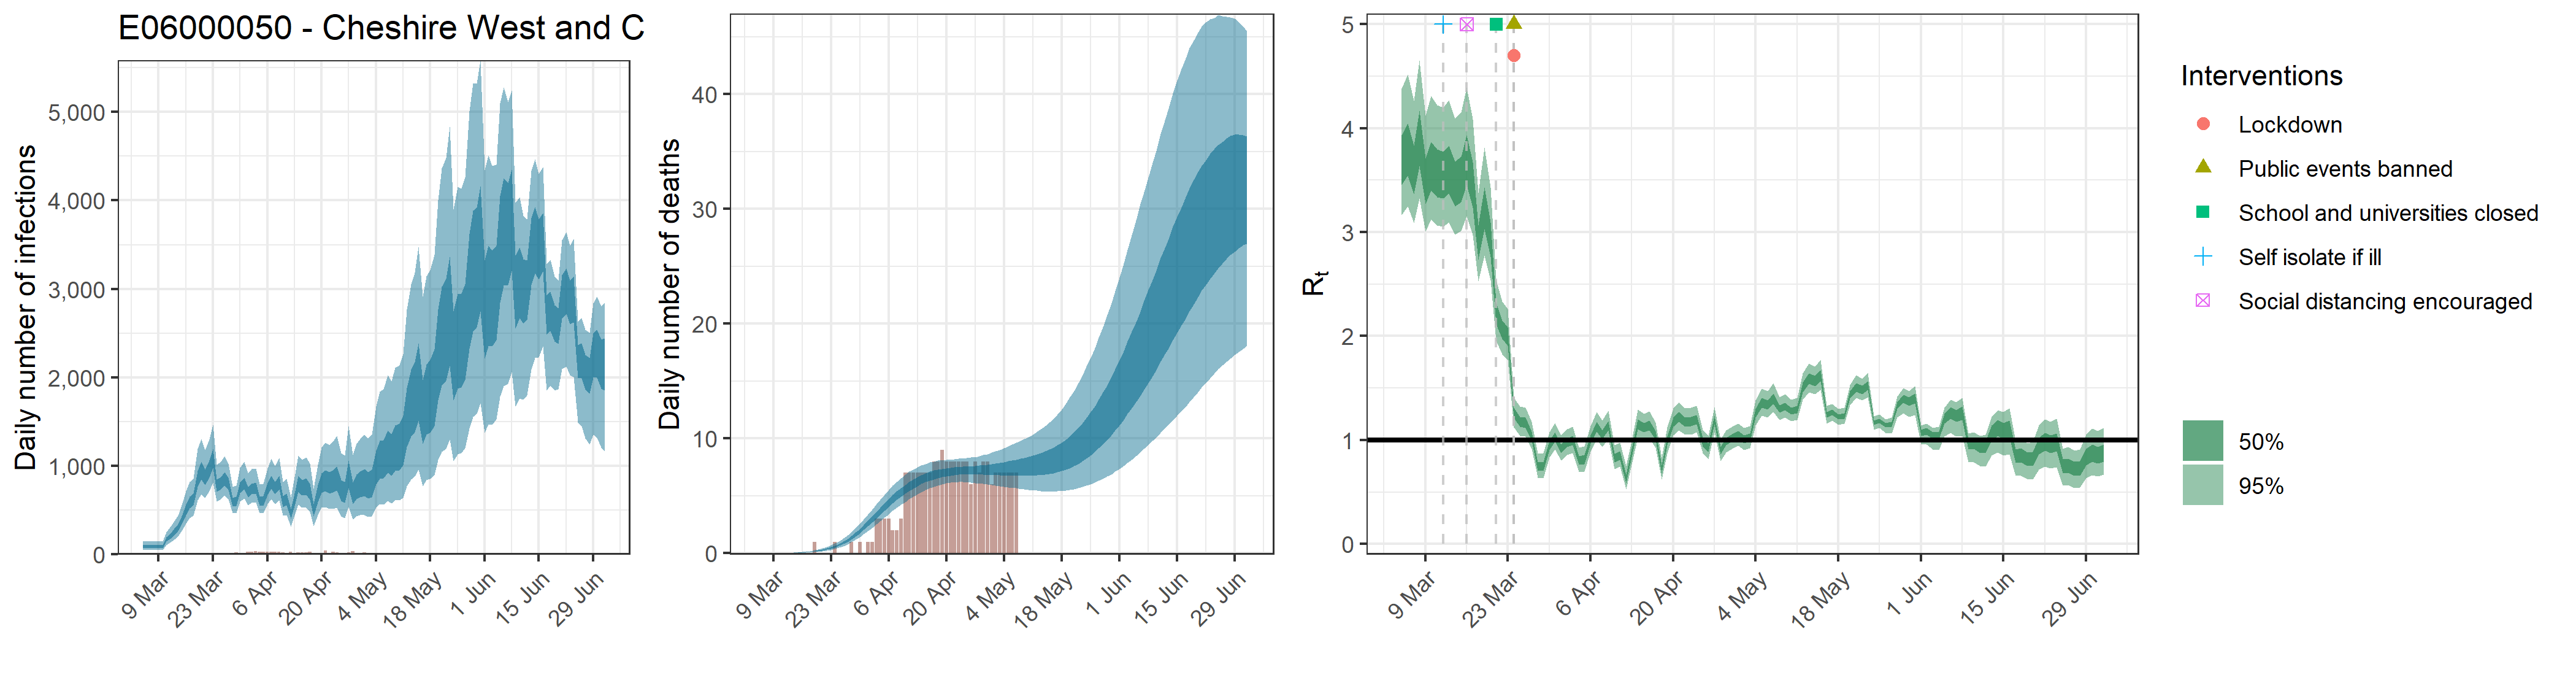 E06000050 - Cheshire West and C
Daily number of infections
5,000
4,000
3,000
2,000
1,000
0
9 Mar
23 Mar
6 Apr
20 Apr
4 May
18 May
1 Jun
15 Jun
29 Jun
Daily number of deaths
40
30
20
10
0
9 Mar
23 Mar
6 Apr
20 Apr
4 May
18 May
1 Jun
15 Jun
29 Jun
Rt
5
4
3
2
1
0
9 Mar
23 Mar
6 Apr
20 Apr
4 May
18 May
1 Jun
15 Jun
29 Jun
Interventions
Lockdown
Public events banned
School and universities closed
Self isolate if ill
Social distancing encouraged
50%
95%